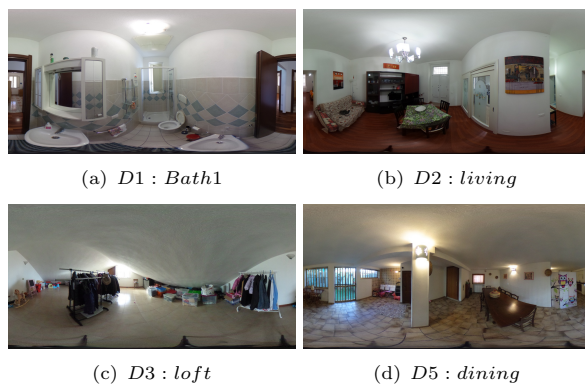 (a) D1 : Bath1
(b) D2 : living
(c) D3 : loft
(d) D5 : dining